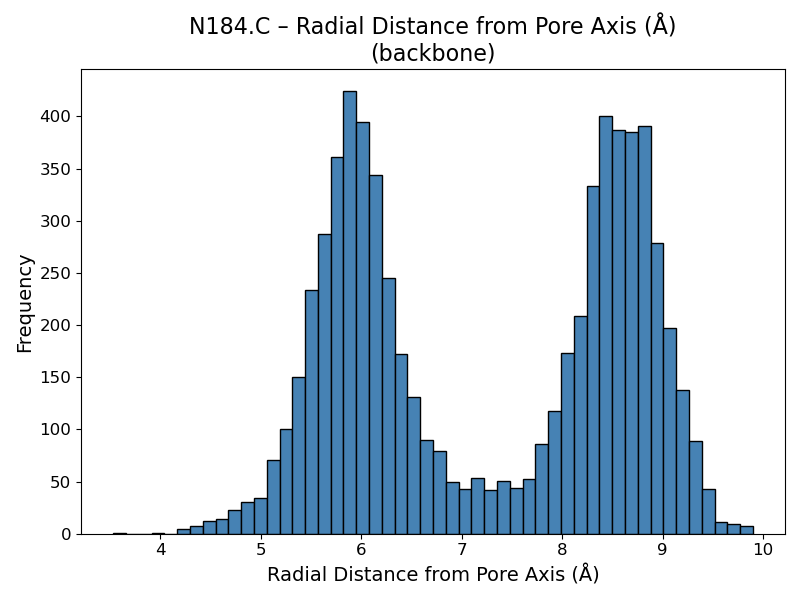 N184.C – Radial Distance from Pore Axis (Å)
(backbone)
Frequency
400
350
300
250
200
150
100
50
0
4 5 6 7 8 9 10
Radial Distance from Pore Axis (Å)